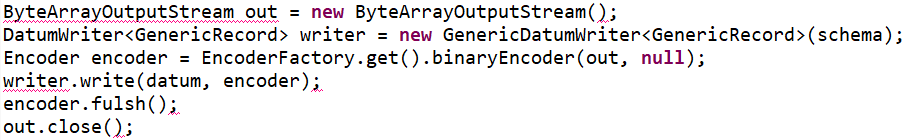 ByteArrayOutputStream out = new ByteArrayOutputStream();
DatumWriter<GenericRecord> writer = new GenericDatumWriter<GenericRecord>(schema);
Encoder encoder = EncoderFactory.get().binaryEncoder(out, null);
writer.write(datum, encoder);
encoder.fulsh();
out.close();